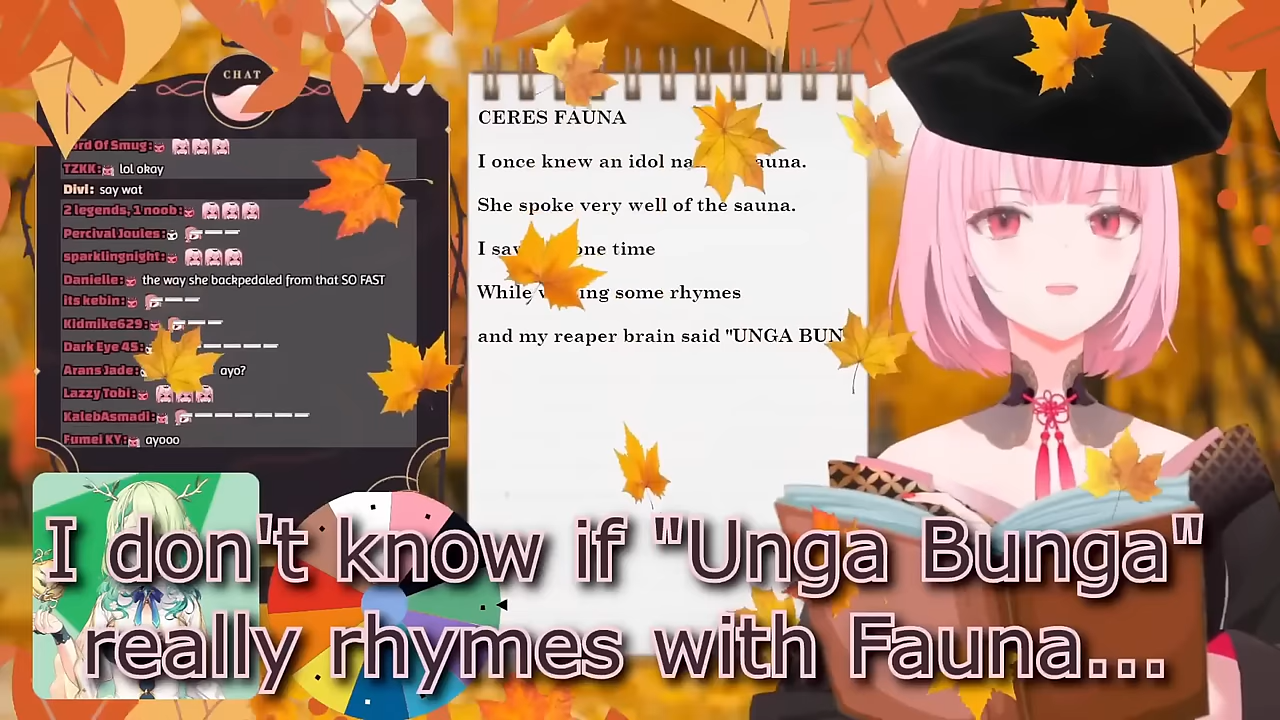 CHAT
ard Of Smug:
TZKK: lol okay
Divi: say wat
2 legends, 1 noob:
Percival Joules:
sparklingnight:
Danielle: the way she backpedaled from that SO FAST
its kebin:
Kidmike629:
Dark Eye 45:
Arans Jade: ayo?
Lazzy Tobi:
KalebAsmadi:
Fumei KY: ayooo
CERES FAUNA
I once knew an idol na auna.
She spoke very well of the sauna.
I saw one time
While ing some rhymes
and my reaper brain said "UNGA BUN
I don't know if "Unga Bunga"
really rhymes with Fauna...